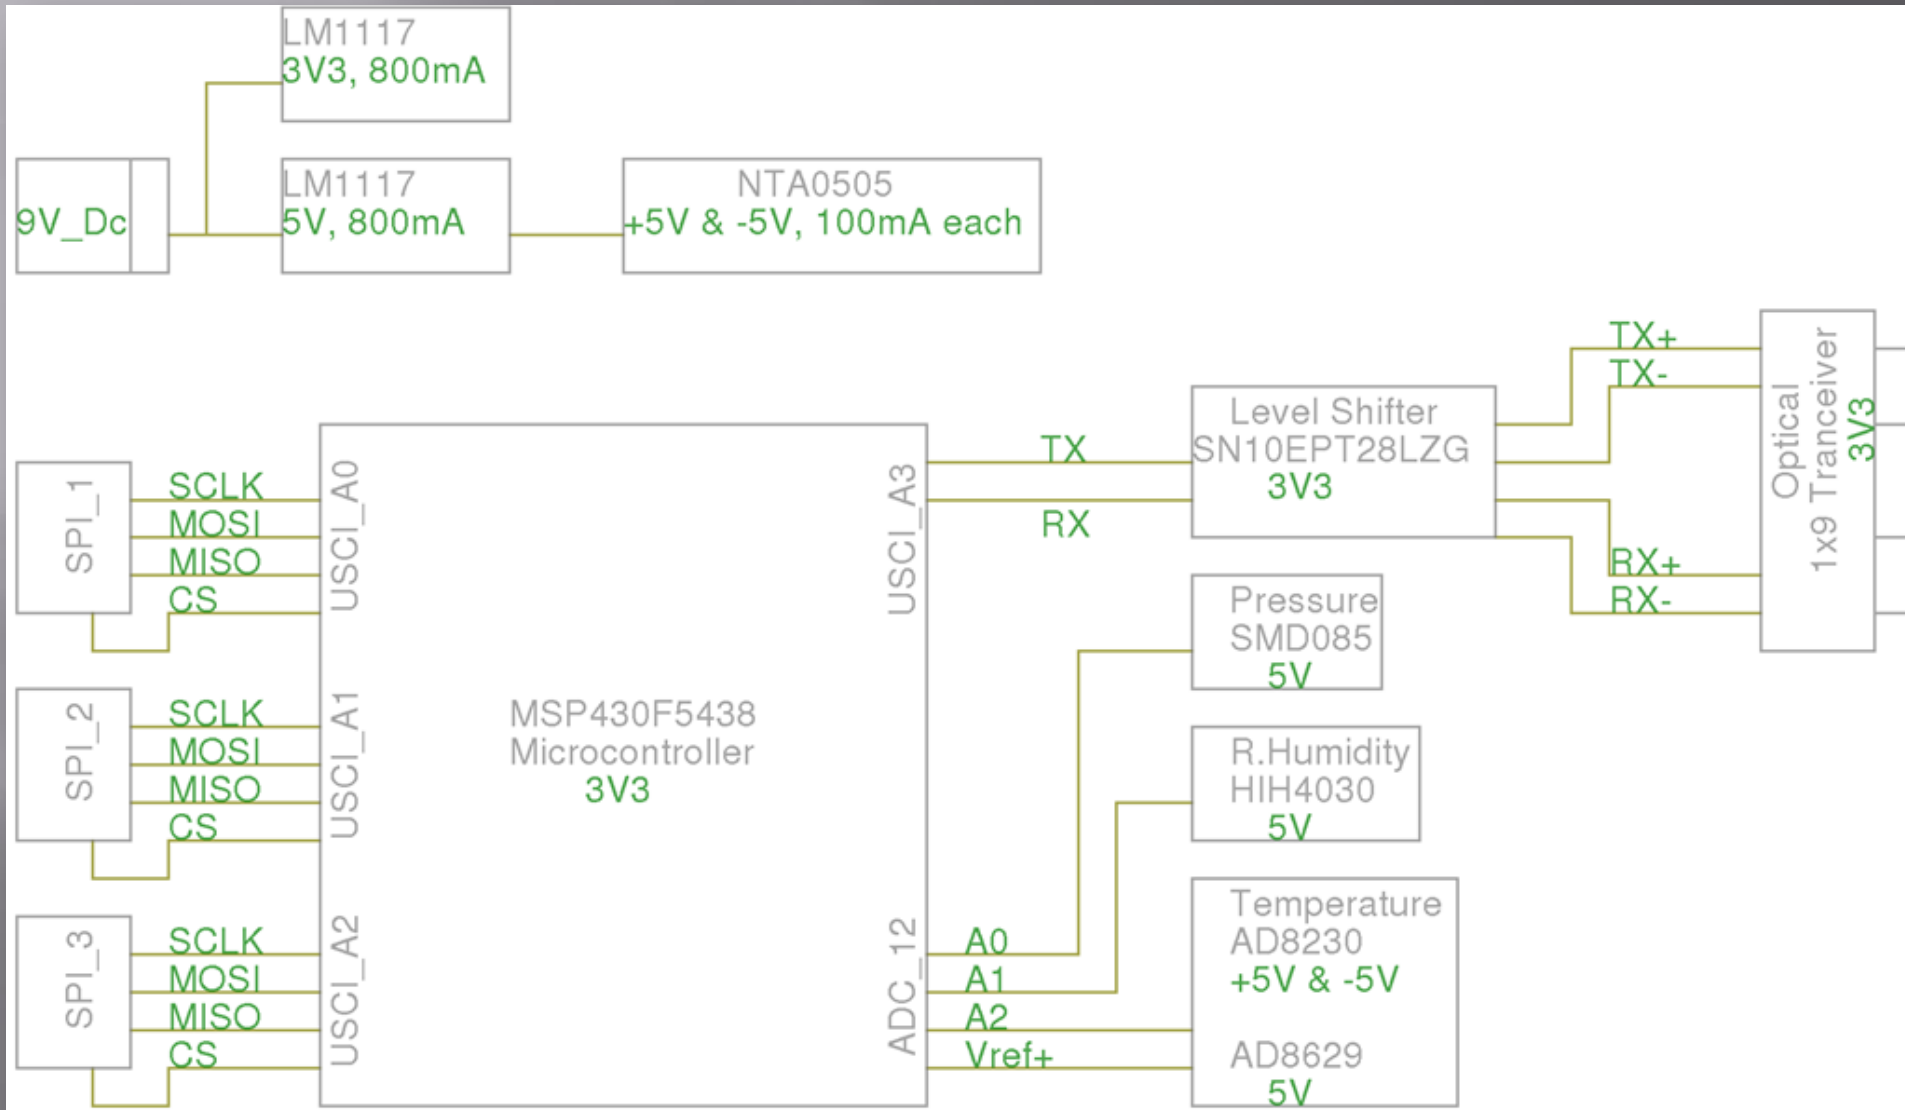 LM1117
3V3, 800mA
9V_Dc
LM1117
5V, 800mA
NTA0505
+5V & -5V, 100mA each
SPI_1
SCLK
MOSI
MISO
CS
USCI_A0
SPI_2
SCLK
MOSI
MISO
CS
USCI_A1
SPI_3
SCLK
MOSI
MISO
CS
USCI_A2
MSP430F5438
Microcontroller
3V3
USCI_A3
TX
RX
ADC_12
A0
A1
A2
Vref+
Level Shifter
SN10EPT28LZG
3V3
TX+
TX-
RX+
RX-
Optical
1x9 Tranceiver
3V3
Pressure
SMD085
5V
R.Humidity
HIH4030
5V
Temperature
AD8230
+5V & -5V
AD8629
5V